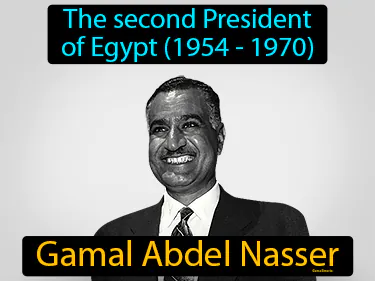 The second President
of Egypt (1954 - 1970)
Gamal Abdel Nasser